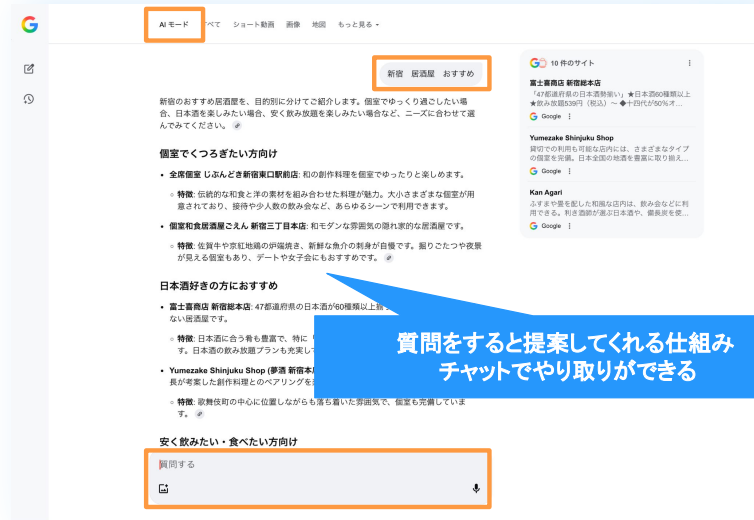 AI モード
べて
ショート動画
画像
地図
もっと見る
新宿 居酒屋 おすすめ
新宿のおすすめ居酒屋を、目的別に分けてご紹介します。個室でゆっくり過ごしたい場
合、日本酒を楽しみたい場合、安く飲み放題を楽しみたい場合など、ニーズに合わせて選
んでみてください。
個室でくつろぎたい方向け
• 全席個室 じぶんどき新宿東口駅前店: 和の創作料理を個室でゆったりと楽しめます。
◦ 特徴: 伝統的な和食と洋の素材を組み合わせた料理が魅力。大小さまざまな個室が用
意されており、接待や少人数の飲み会など、あらゆるシーンで利用できます。
• 個室和食居酒屋ごえん 新宿三丁目本店: 和モダンな雰囲気の隠れ家的な居酒屋です。
◦ 特徴: 佐賀牛や京紅地鶏の炉端焼き、新鮮な魚介の刺身が自慢です。掘りごたつや夜景
が見える個室もあり、デートや女子会にもおすすめです。
日本酒好きの方におすすめ
• 富士喜商店 新宿総本店: 47都道府県の日本酒が60種類以上
ない居酒屋です。
◦ 特徴: 日本酒に合う肴も豊富で、特に
す。日本酒の飲み放題プランも充実し
• Yumezake Shinjuku Shop (夢酒 新宿本
長が考案した創作料理とのペアリングを
◦ 特徴: 歌舞伎町の中心に位置しながらも落ち着いた雰囲気で、個室も完備していま
す。
安く飲みたい・食べたい方向け
質問する
10 件のサイト
富士喜商店 新宿総本店
「47都道府県の日本酒勢揃い」★日本酒60種類以上
★飲み放題539円（税込）～ ◆十四代が50%オ...
Google
Yumezake Shinjuku Shop
貸切での利用も可能な店内には、さまざまなタイプ
の個室を完備。日本全国の地酒を豊富に取り揃え...
Google
Kan Agari
ふすまや畳を配した和風な店内は、飲み会などに利
用できる。利き酒師が選ぶ日本酒や、備長炭を使...
Google
質問をすると提案してくれる仕組み
チャットでやり取りができる